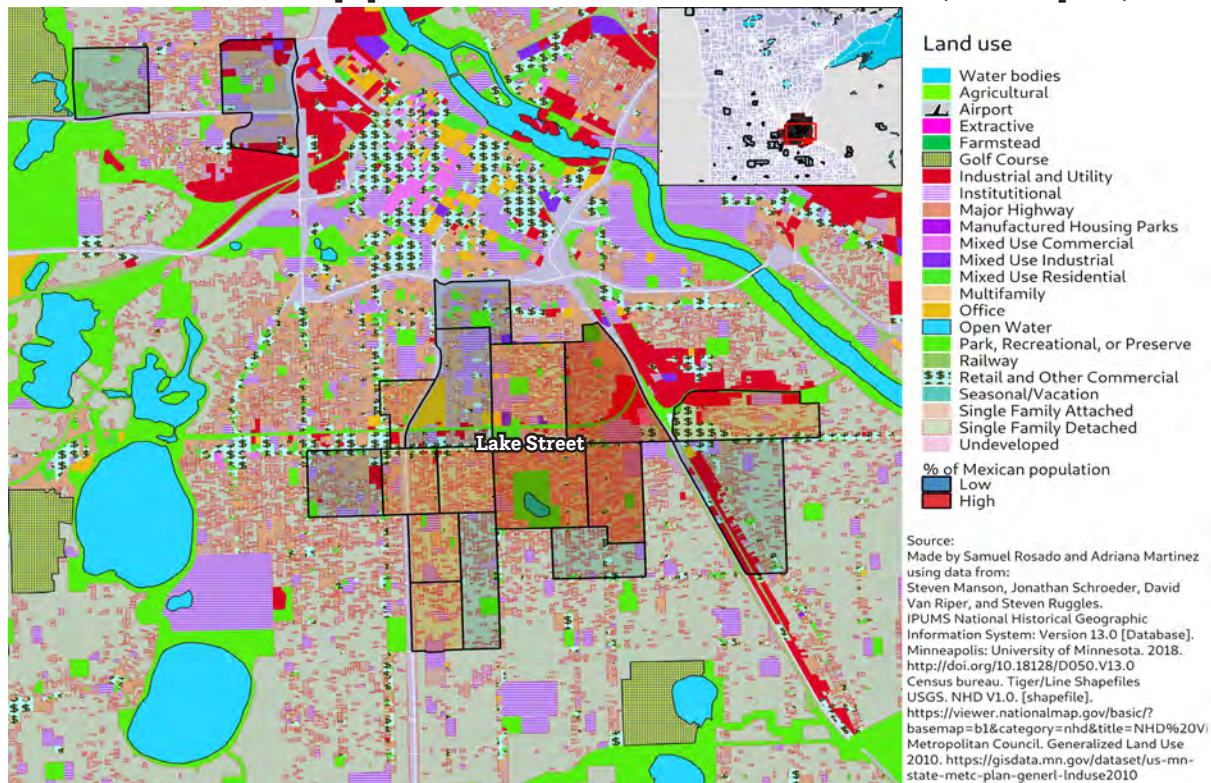 Land use
Water bodies
Agricultural
Airport
Extractive
Farmstead
Golf Course
Industrial and Utility
Institutitional
Major Highway
Manufactured Housing Parks
Mixed Use Commercial
Mixed Use Industrial
Mixed Use Residential
Multifamily
Office
Open Water
Park, Recreational, or Preserve
Railway
Retail and Other Commercial
Seasonal/Vacation
Single Family Attached
Single Family Detached
Undeveloped
% of Mexican population
Low
High
Lake Street
Source:
Made by Samuel Rosado and Adriana Martinez
using data from:
Steven Manson, Jonathan Schroeder, David
Van Riper, and Steven Ruggles.
IPUMS National Historical Geographic
Information System: Version 13.0 [Database].
Minneapolis: University of Minnesota. 2018.
http://doi.org/10.18128/D050.V13.0
Census bureau. Tiger/Line Shapefiles
USGS, NHD V1.0. [shapefile].
https://viewer.nationalmap.gov/basic/?
basemap=b1&category=nhd&title=NHD%20Vi
Metropolitan Council. Generalized Land Use
2010. https://gisdata.mn.gov/dataset/us-mn-
state-metc-plan-generl-lnduse2010